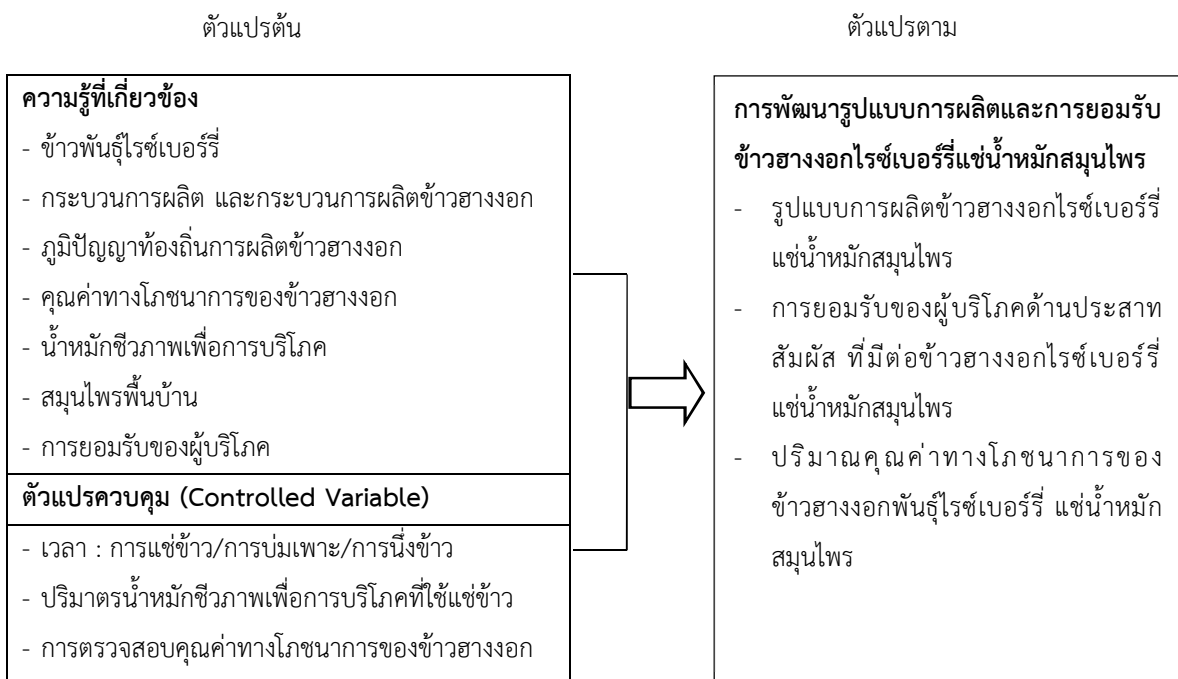 ตัวแปรต้น
ตัวแปรตาม
ความรู้ที่เกี่ยวข้อง
- ข้าวพันธุ์ไรซ์เบอร์รี่
- กระบวนการผลิต และกระบวนการผลิตข้าวฮางงอก
- ภูมิปัญญาท้องถิ่นการผลิตข้าวฮางงอก
- คุณค่าทางโภชนาการของข้าวฮางงอก
- น้ำหมักชีวภาพเพื่อการบริโภค
- สมุนไพรพื้นบ้าน
- การยอมรับของผู้บริโภค
ตัวแปรควบคุม (Controlled Variable)
- เวลา : การแช่ข้าว/การบ่มเพาะ/การนึ่งข้าว
- ปริมาตรน้ำหมักชีวภาพเพื่อการบริโภคที่ใช้แช่ข้าว
- การตรวจสอบคุณค่าทางโภชนาการของข้าวฮางงอก
การพัฒนารูปแบบการผลิตและการยอมรับ
ข้าวฮางงอกไรซ์เบอร์รี่แช่น้ำหมักสมุนไพร
- รูปแบบการผลิตข้าวฮางงอกไรซ์เบอร์รี่
แช่น้ำหมักสมุนไพร
- การยอมรับของผู้บริโภคด้านประสาท
สัมผัส ที่มีต่อข้าวฮางงอกไรซ์เบอร์รี่
แช่น้ำหมักสมุนไพร
- ปริมาณคุณค่าทางโภชนาการของ
ข้าวฮางงอกพันธุ์ไรซ์เบอร์รี่ แช่น้ำหมัก
สมุนไพร